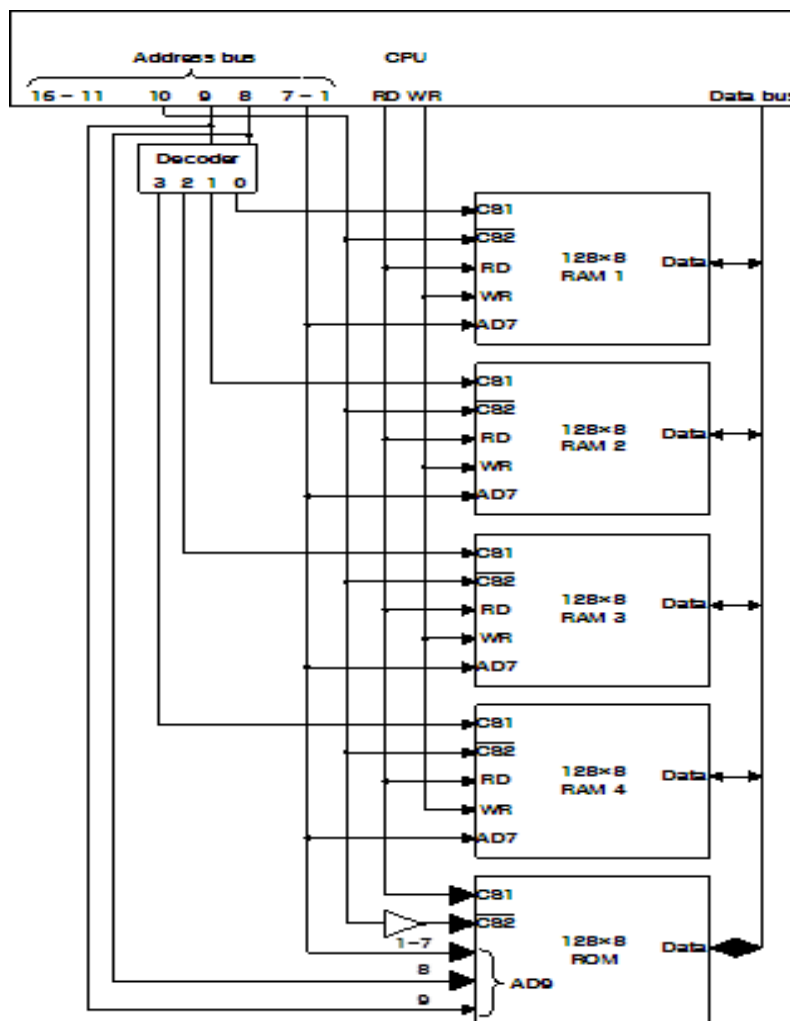 Address bus CPU
16 - 11 10 9 8 7 - 1 RD WR Data bus
Decoder
3 2 1 0
CS1
CS2
RD
WR
AD7
128×8
RAM 1
Data
CS1
CS2
RD
WR
AD7
128×8
RAM 2
Data
CS1
CS2
RD
WR
AD7
128×8
RAM 3
Data
CS1
CS2
RD
WR
AD7
128×8
RAM 4
Data
CS1
CS2
1-7
8
9
AD9
128×8
ROM
Data